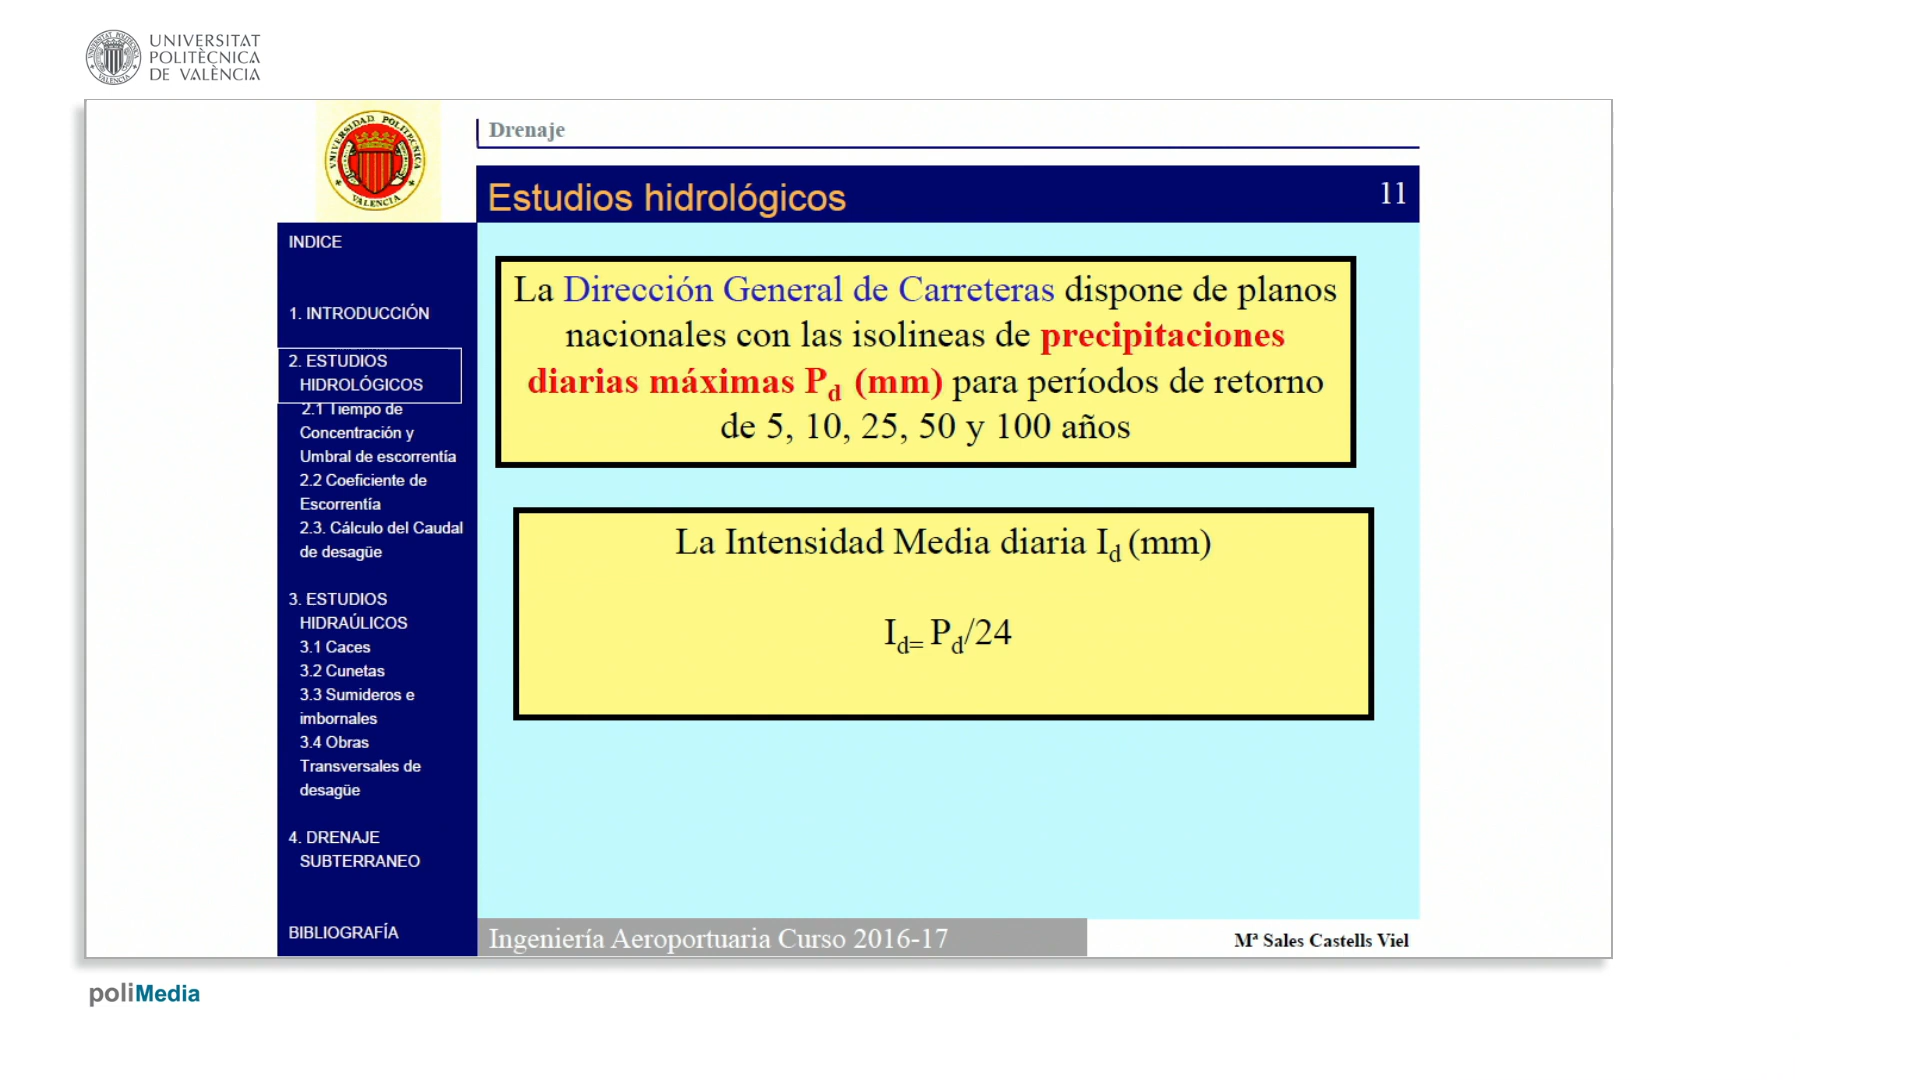 UNIVERSITAT
POLITÈCNICA
DE VALÈNCIA
UNIVERSIDAD POLITECNICA
VALENCIA
Drenaje
Estudios hidrológicos
11
INDICE
1. INTRODUCCIÓN
2. ESTUDIOS
HIDROLÓGICOS
2.1 Tiempo de
Concentración y
Umbral de escorrentía
2.2 Coeficiente de
Escorrentía
2.3. Cálculo del Caudal
de desagüe
3. ESTUDIOS
HIDRAÚLICOS
3.1 Caces
3.2 Cunetas
3.3 Sumideros e
imbornales
3.4 Obras
Transversales de
desagüe
4. DRENAJE
SUBTERRANEO
BIBLIOGRAFÍA
La Dirección General de Carreteras dispone de planos
nacionales con las isolineas de precipitaciones
diarias máximas Pd (mm) para períodos de retorno
de 5, 10, 25, 50 y 100 años
La Intensidad Media diaria Id (mm)
Id= Pd/24
Ingeniería Aeroportuaria Curso 2016-17
Mª Sales Castells Viel
poliMedia